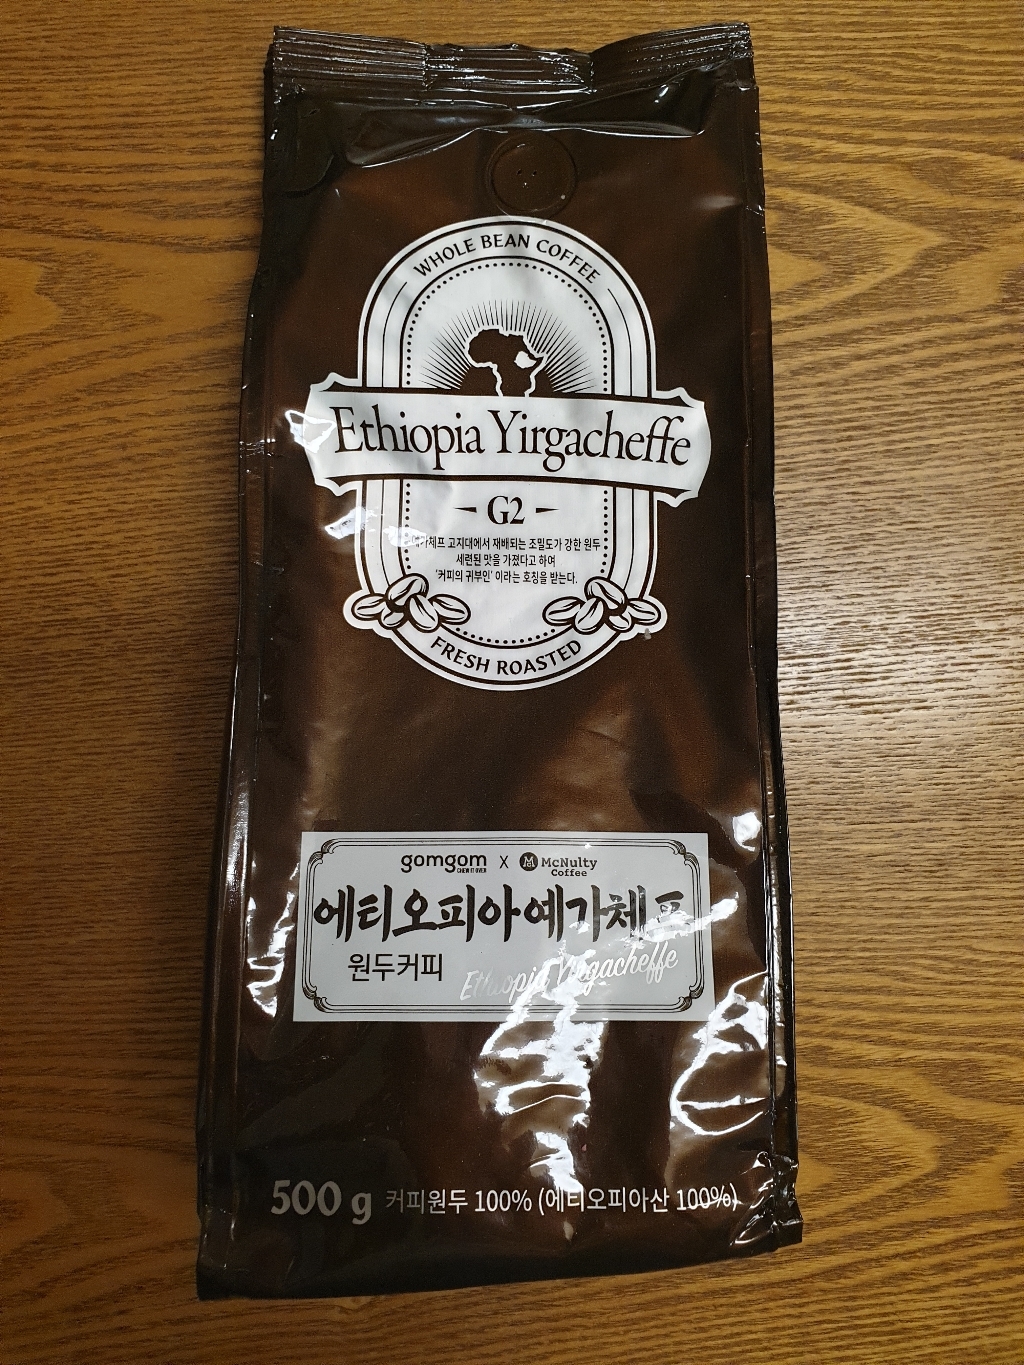 WHOLE BEAN COFFEE
Ethiopia Yirgacheffe
G2
고지대에서 재배되는 조밀도가 강한 원두
세련된 맛을 가졌다고 하여
'커피의 귀부인' 이라는 호칭을 받는다.
FRESH ROASTED
gomgom X M McNulty
CHEW IT OVER Coffee
에티오피아예가체프
원두커피 Ethiopia Yirgacheffe
500 g 커피원두 100% (에티오피아산 100%)